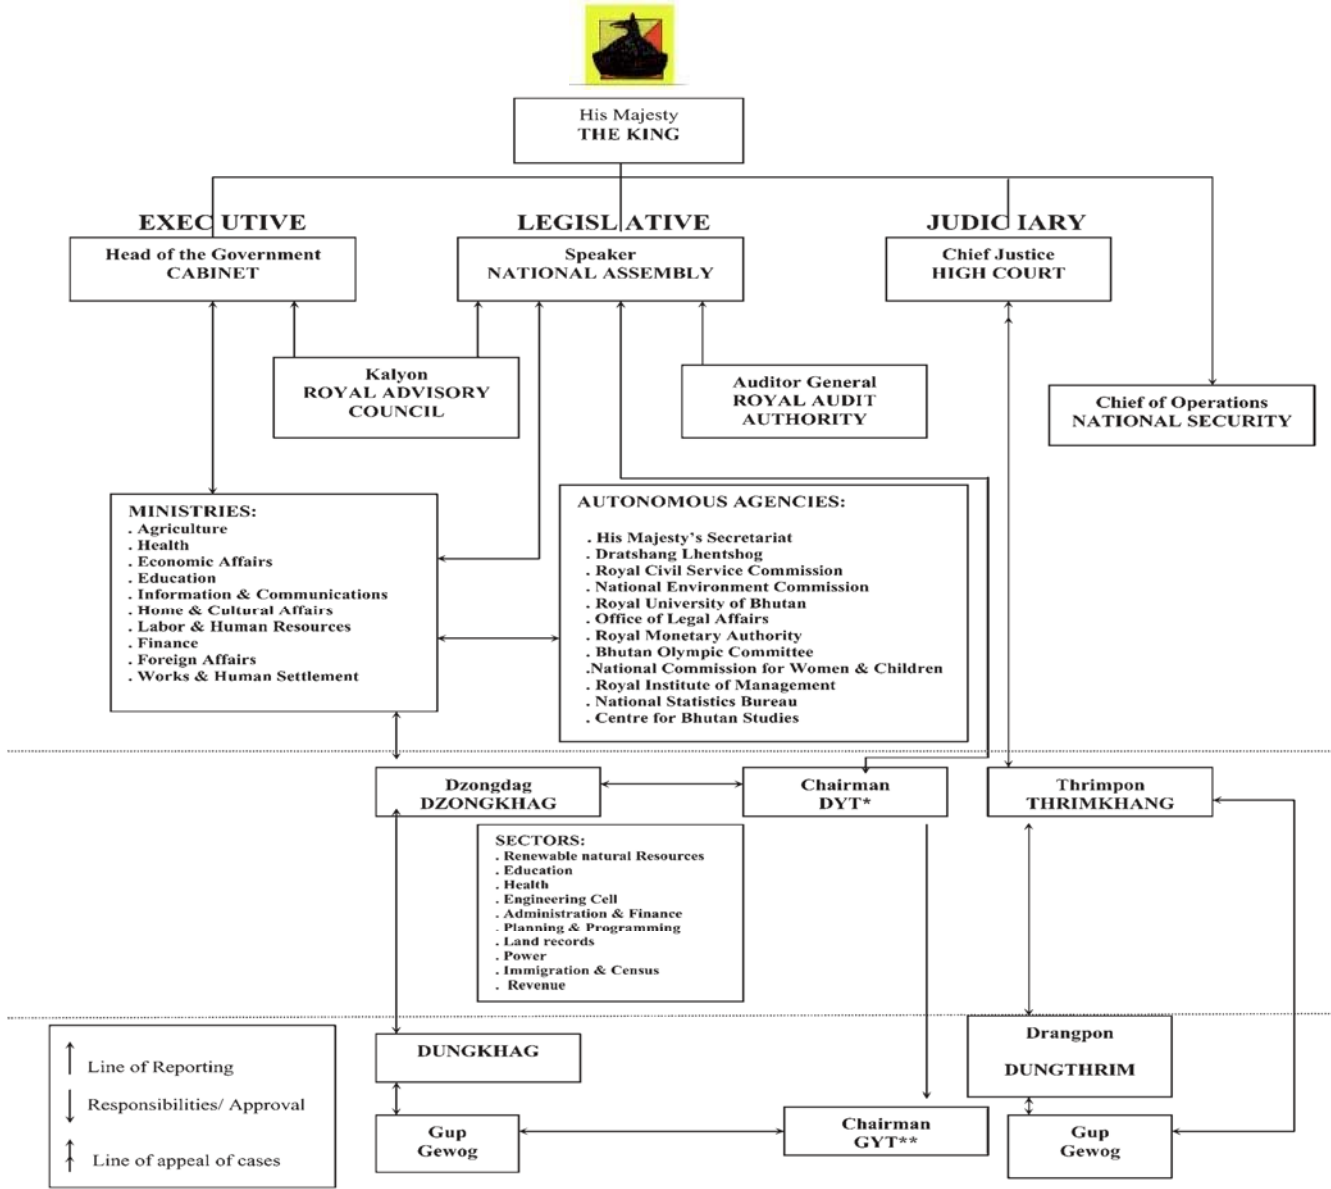 His Majesty
THE KING
EXECUTIVE
LEGISLATIVE
JUDICIARY
Head of the Government
CABINET
Speaker
NATIONAL ASSEMBLY
Chief Justice
HIGH COURT
Kalyon
ROYAL ADVISORY
COUNCIL
Auditor General
ROYAL AUDIT
AUTHORITY
Chief of Operations
NATIONAL SECURITY
MINISTRIES:
. Agriculture
. Health
. Economic Affairs
. Education
. Information & Communications
. Home & Cultural Affairs
. Labor & Human Resources
. Finance
. Foreign Affairs
. Works & Human Settlement
AUTONOMOUS AGENCIES:
. His Majesty's Secretariat
. Dratshang Lhentshog
. Royal Civil Service Commission
. National Environment Commission
. Royal University of Bhutan
. Office of Legal Affairs
. Royal Monetary Authority
. Bhutan Olympic Committee
.National Commission for Women & Children
. Royal Institute of Management
. National Statistics Bureau
. Centre for Bhutan Studies
Dzongdag
DZONGKHAG
Chairman
DYT*
Thrimpon
THRIMKHANG
SECTORS:
. Renewable natural Resources
. Education
. Health
. Engineering Cell
. Administration & Finance
. Planning & Programming
. Land records
. Power
. Immigration & Census
. Revenue
Line of Reporting
Responsibilities/ Approval
Line of appeal of cases
DUNGKHAG
Gup
Gewog
Chairman
GYT**
Drangpon
DUNGTHRIM
Gup
Gewog